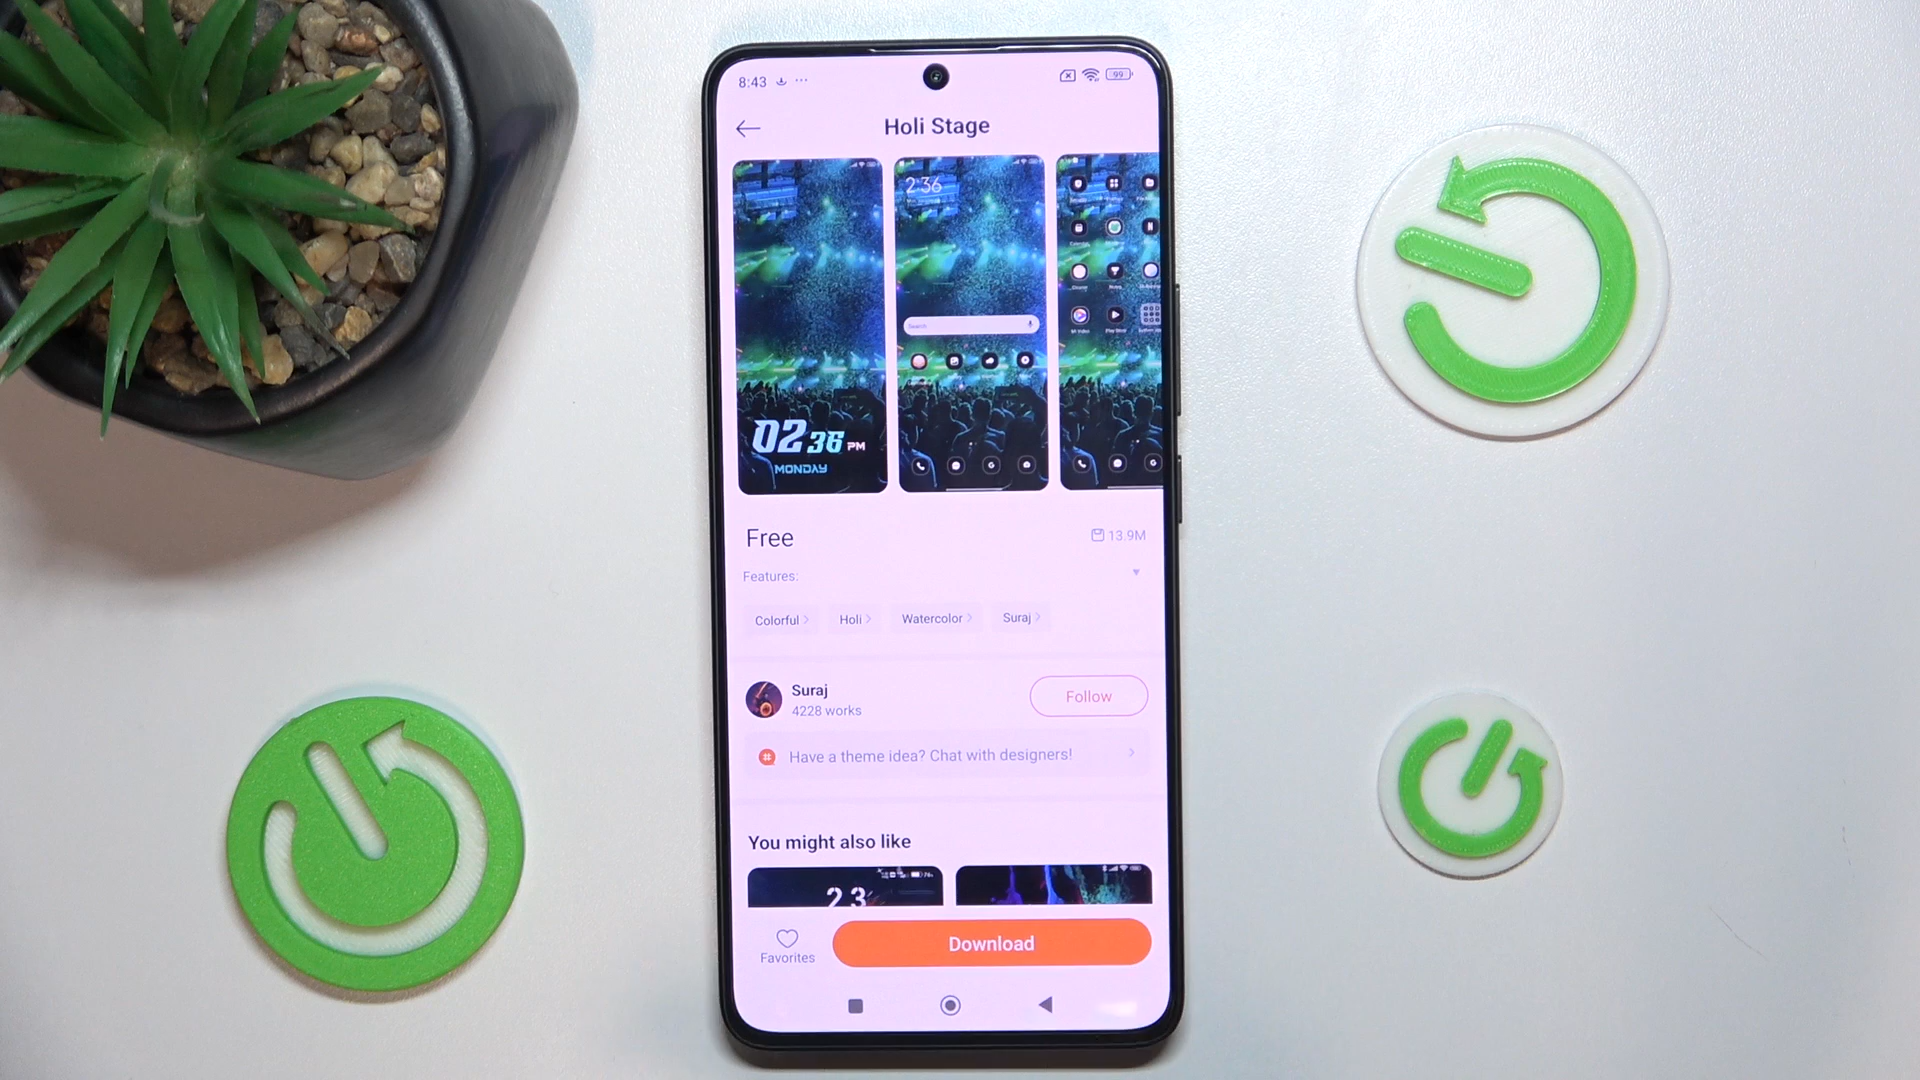 8:43 ...
99
Holi Stage
02 36 PM
MONDAY
2:36
Search
Free
13.9M
Features:
Colorful > Holi > Watercolor > Suraj >
Suraj
4228 works
Follow
# Have a theme idea? Chat with designers! >
You might also like
2 3
Favorites
Download